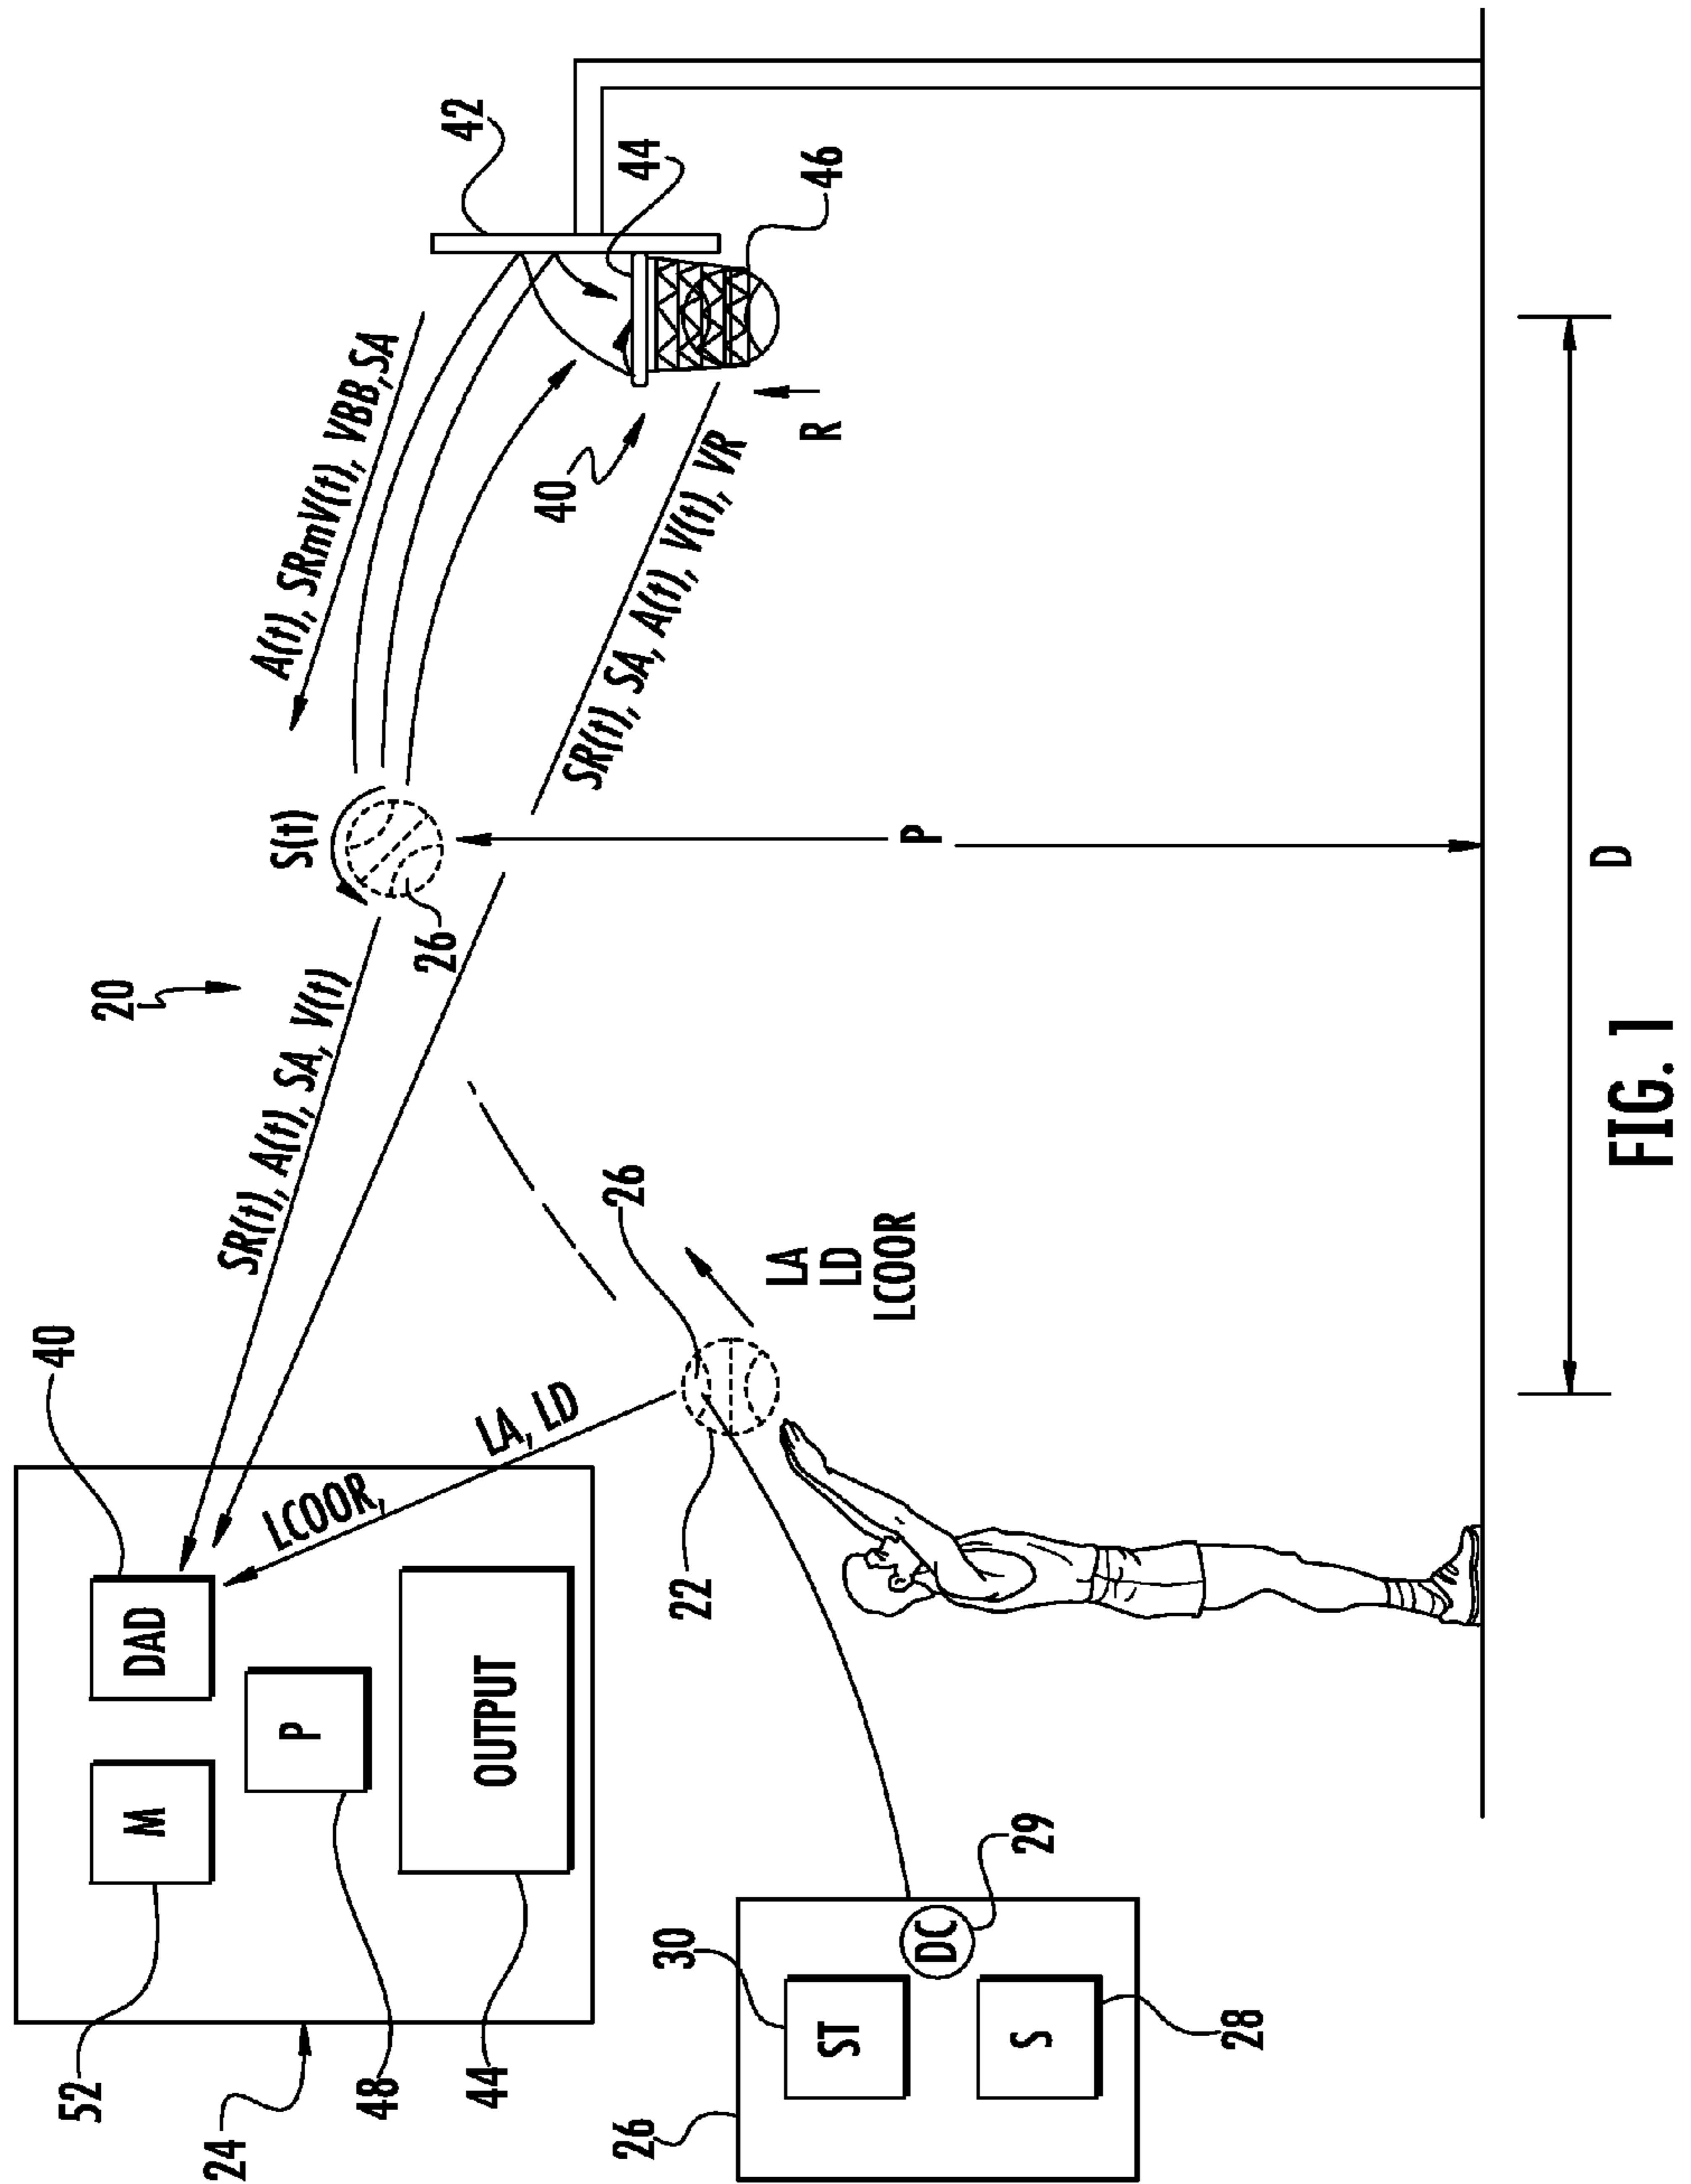 20
S(t)
26
A(t), SRmV(t), VBB, SA
42
44
46
40
R
SR(t), SA, A(t), V(t), VR
SR(t), A(t), SA, V(t)
P
D
52
M
DAD
40
24
48
P
44
OUTPUT
LCOOR,
LA, LD
26
22
LA
LD
LCOOR
26
30
ST
DC
29
S
28
FIG. 1